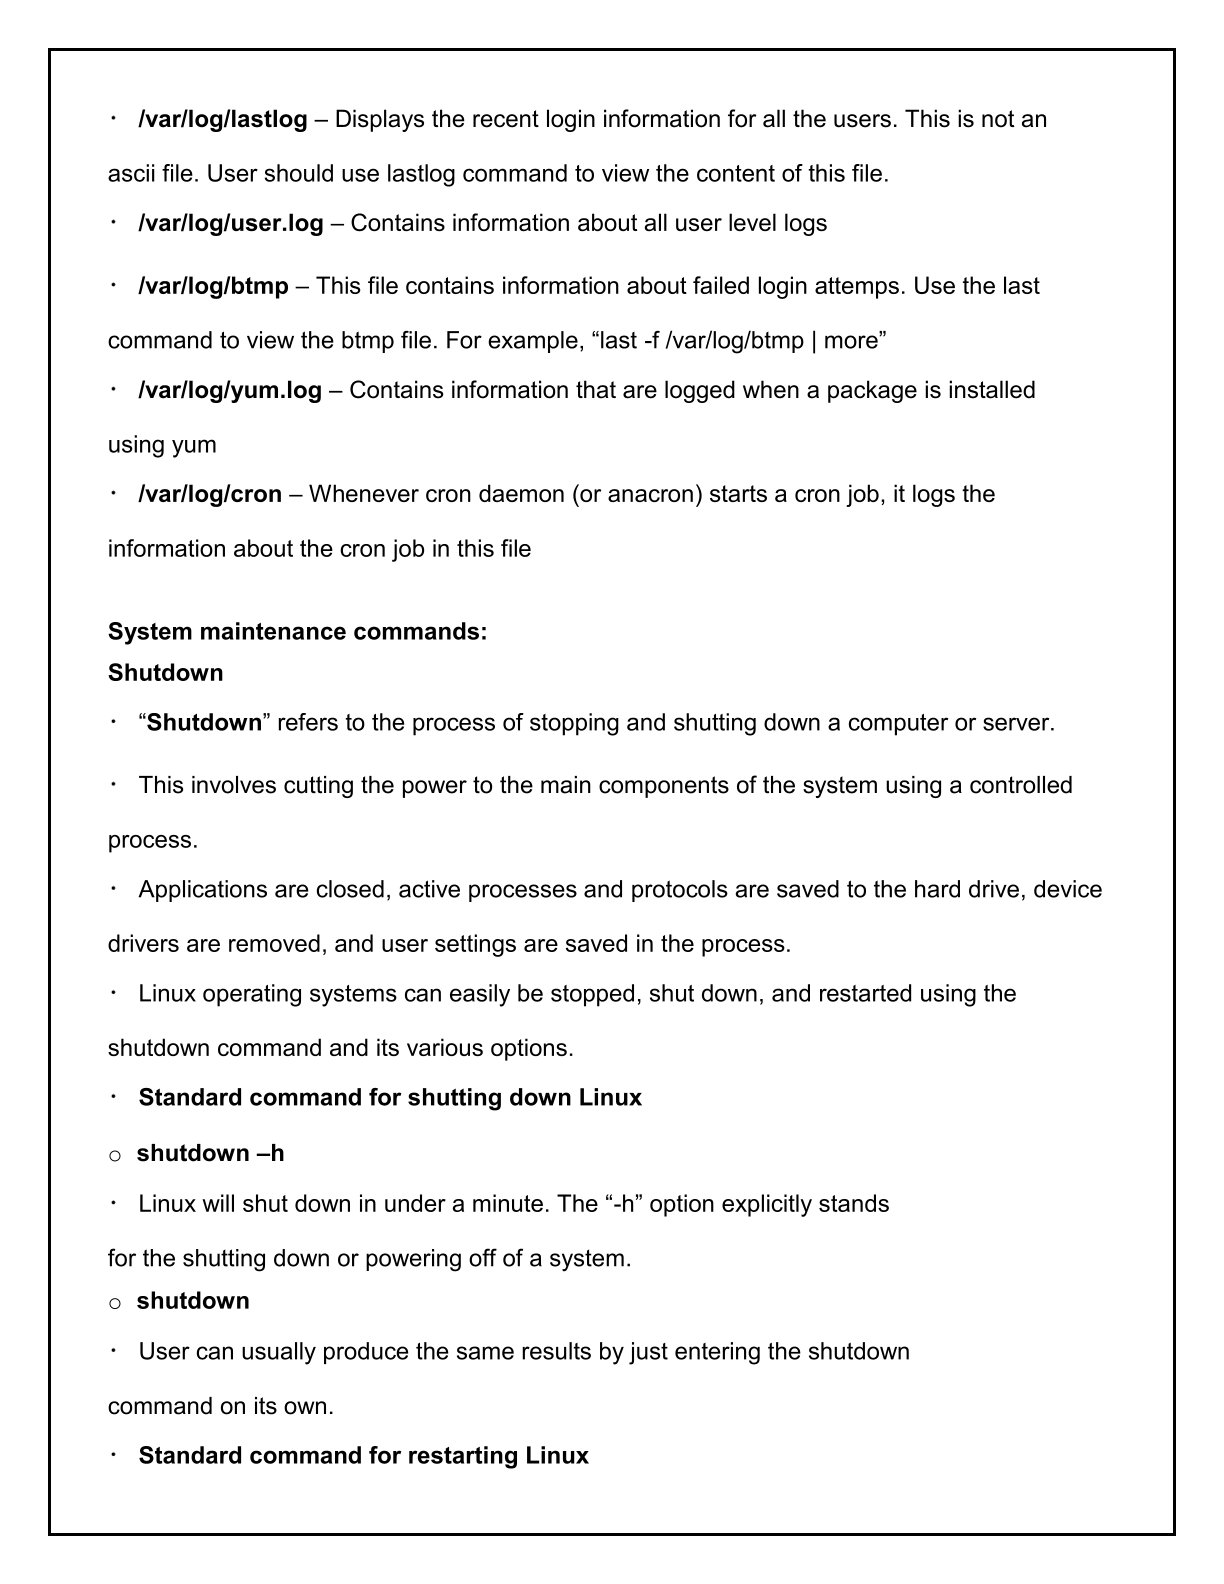 · /var/log/lastlog – Displays the recent login information for all the users. This is not an
ascii file. User should use lastlog command to view the content of this file.
· /var/log/user.log – Contains information about all user level logs
· /var/log/btmp – This file contains information about failed login attemps. Use the last
command to view the btmp file. For example, “last -f /var/log/btmp | more”
· /var/log/yum.log – Contains information that are logged when a package is installed
using yum
· /var/log/cron – Whenever cron daemon (or anacron) starts a cron job, it logs the
information about the cron job in this file
System maintenance commands:
Shutdown
· “Shutdown” refers to the process of stopping and shutting down a computer or server.
· This involves cutting the power to the main components of the system using a controlled
process.
· Applications are closed, active processes and protocols are saved to the hard drive, device
drivers are removed, and user settings are saved in the process.
· Linux operating systems can easily be stopped, shut down, and restarted using the
shutdown command and its various options.
· Standard command for shutting down Linux
o shutdown –h
· Linux will shut down in under a minute. The “-h” option explicitly stands
for the shutting down or powering off of a system.
o shutdown
· User can usually produce the same results by just entering the shutdown
command on its own.
· Standard command for restarting Linux